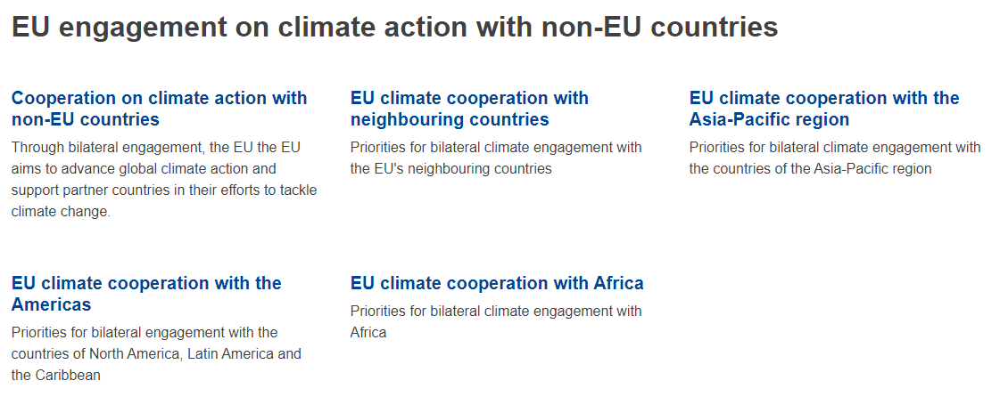 EU engagement on climate action with non-EU countries
Cooperation on climate action with
non-EU countries
Through bilateral engagement, the EU the EU
aims to advance global climate action and
support partner countries in their efforts to tackle
climate change.
EU climate cooperation with
neighbouring countries
Priorities for bilateral climate engagement with
the EU's neighbouring countries
EU climate cooperation with the
Asia-Pacific region
Priorities for bilateral climate engagement with
the countries of the Asia-Pacific region
EU climate cooperation with the
Americas
Priorities for bilateral engagement with the
countries of North America, Latin America and
the Caribbean
EU climate cooperation with Africa
Priorities for bilateral climate engagement with
Africa